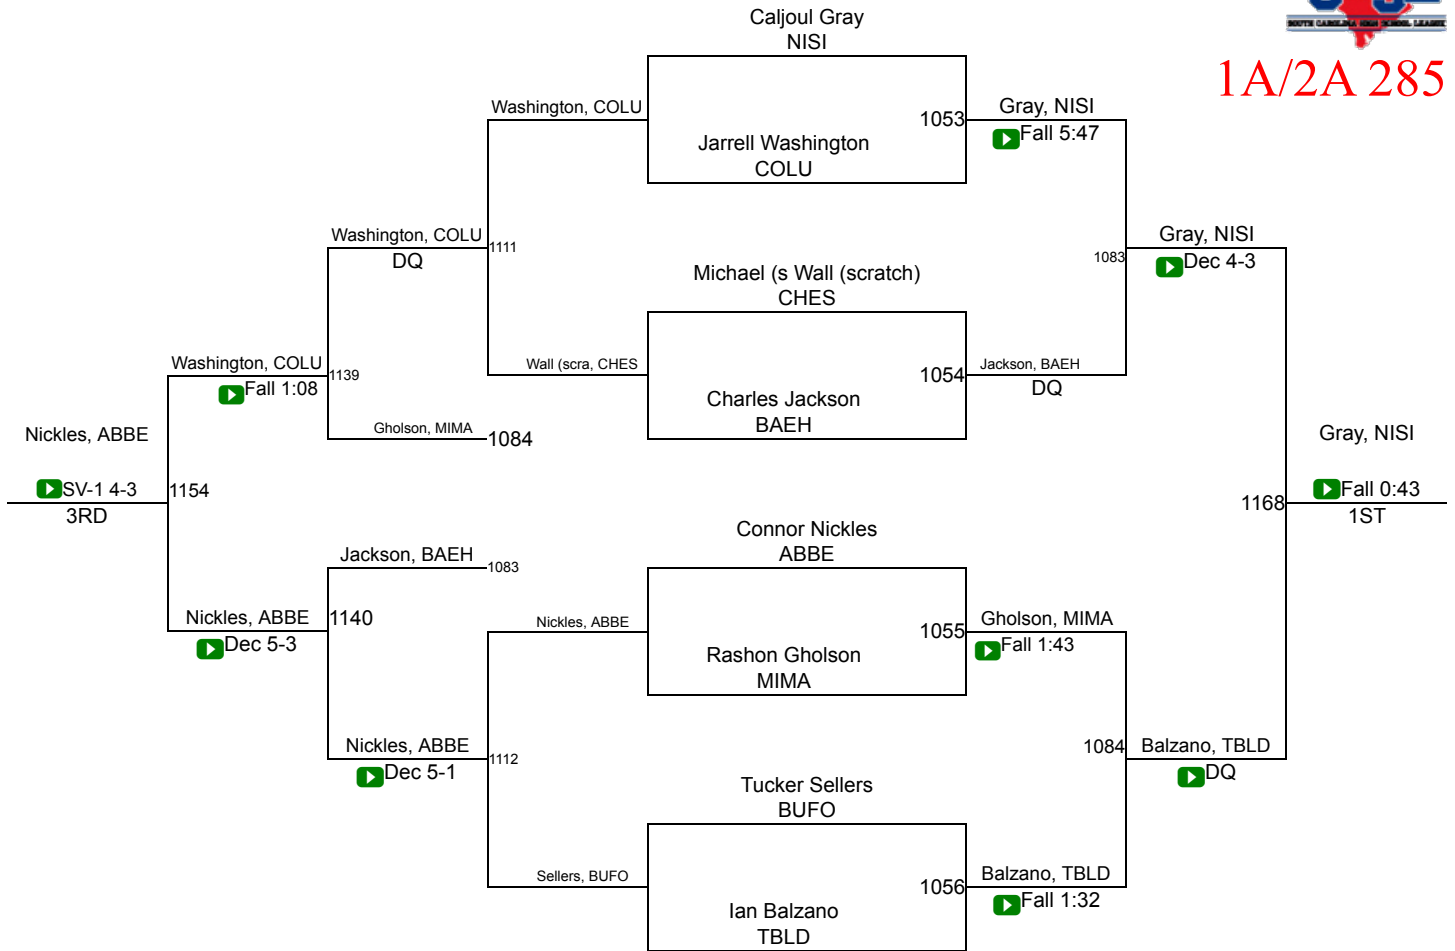 SOUTH CAROLINA HIGH SCHOOL LEAGUE
1A/2A 285
Caljoul Gray
NISI
Washington, COLU
1053
Gray, NISI
Fall 5:47
Jarrell Washington
COLU
Washington, COLU
DQ
1111
Gray, NISI
Dec 4-3
1083
Michael (s Wall (scratch)
CHES
Washington, COLU
Fall 1:08
1139
Wall (scra, CHES
1054
Jackson, BAEH
DQ
Charles Jackson
BAEH
Gholson, MIMA
1084
Nickles, ABBE
SV-1 4-3
3RD
1154
Gray, NISI
Fall 0:43
1ST
1168
Connor Nickles
ABBE
Jackson, BAEH
1083
Nickles, ABBE
Dec 5-3
1140
Nickles, ABBE
1055
Gholson, MIMA
Fall 1:43
Rashon Gholson
MIMA
Nickles, ABBE
Dec 5-1
1112
1084
Balzano, TBLD
DQ
Tucker Sellers
BUFO
Sellers, BUFO
1056
Balzano, TBLD
Fall 1:32
Ian Balzano
TBLD